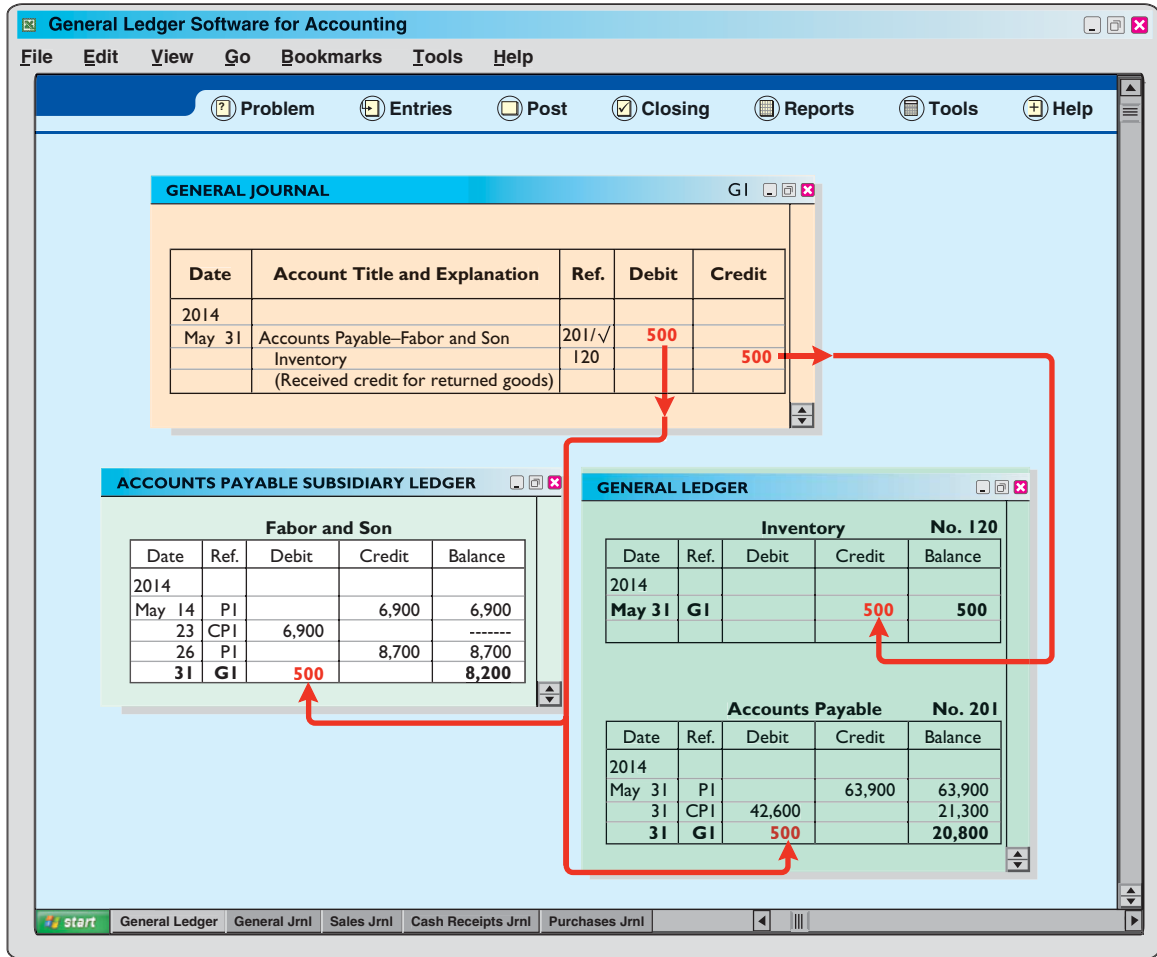 General Ledger Software for Accounting
File Edit View Go Bookmarks Tools Help
? Problem Entries Post Closing Reports Tools + Help
GENERAL JOURNAL G1
Date Account Title and Explanation Ref. Debit Credit
2014
May 31 Accounts Payable–Fabor and Son 201/√ 500
Inventory 120 500
(Received credit for returned goods)
ACCOUNTS PAYABLE SUBSIDIARY LEDGER
Fabor and Son
Date Ref. Debit Credit Balance
2014
May 14 P1 6,900 6,900
23 CP1 6,900 -------
26 P1 8,700 8,700
31 G1 500 8,200
GENERAL LEDGER
Inventory No. 120
Date Ref. Debit Credit Balance
2014
May 31 G1 500 500
Accounts Payable No. 201
Date Ref. Debit Credit Balance
2014
May 31 P1 63,900 63,900
31 CP1 42,600 21,300
31 G1 500 20,800
start General Ledger General Jrnl Sales Jrnl Cash Receipts Jrnl Purchases Jrnl